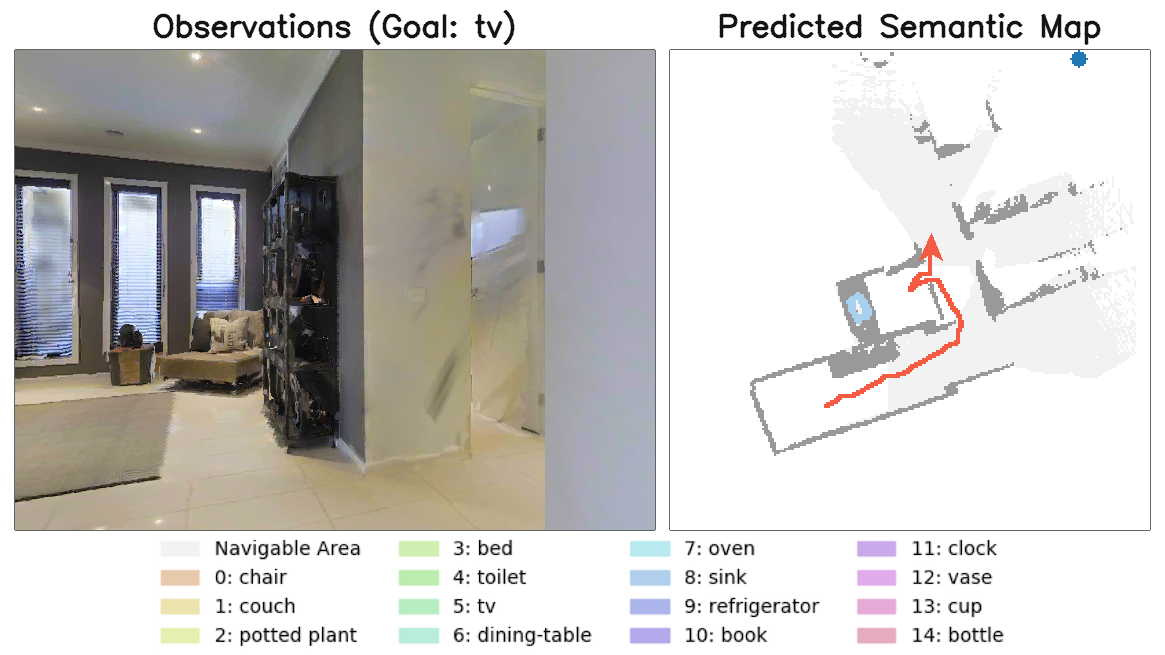 Observations (Goal: tv)
Predicted Semantic Map
Navigable Area
0: chair
1: couch
2: potted plant
3: bed
4: toilet
5: tv
6: dining-table
7: oven
8: sink
9: refrigerator
10: book
11: clock
12: vase
13: cup
14: bottle